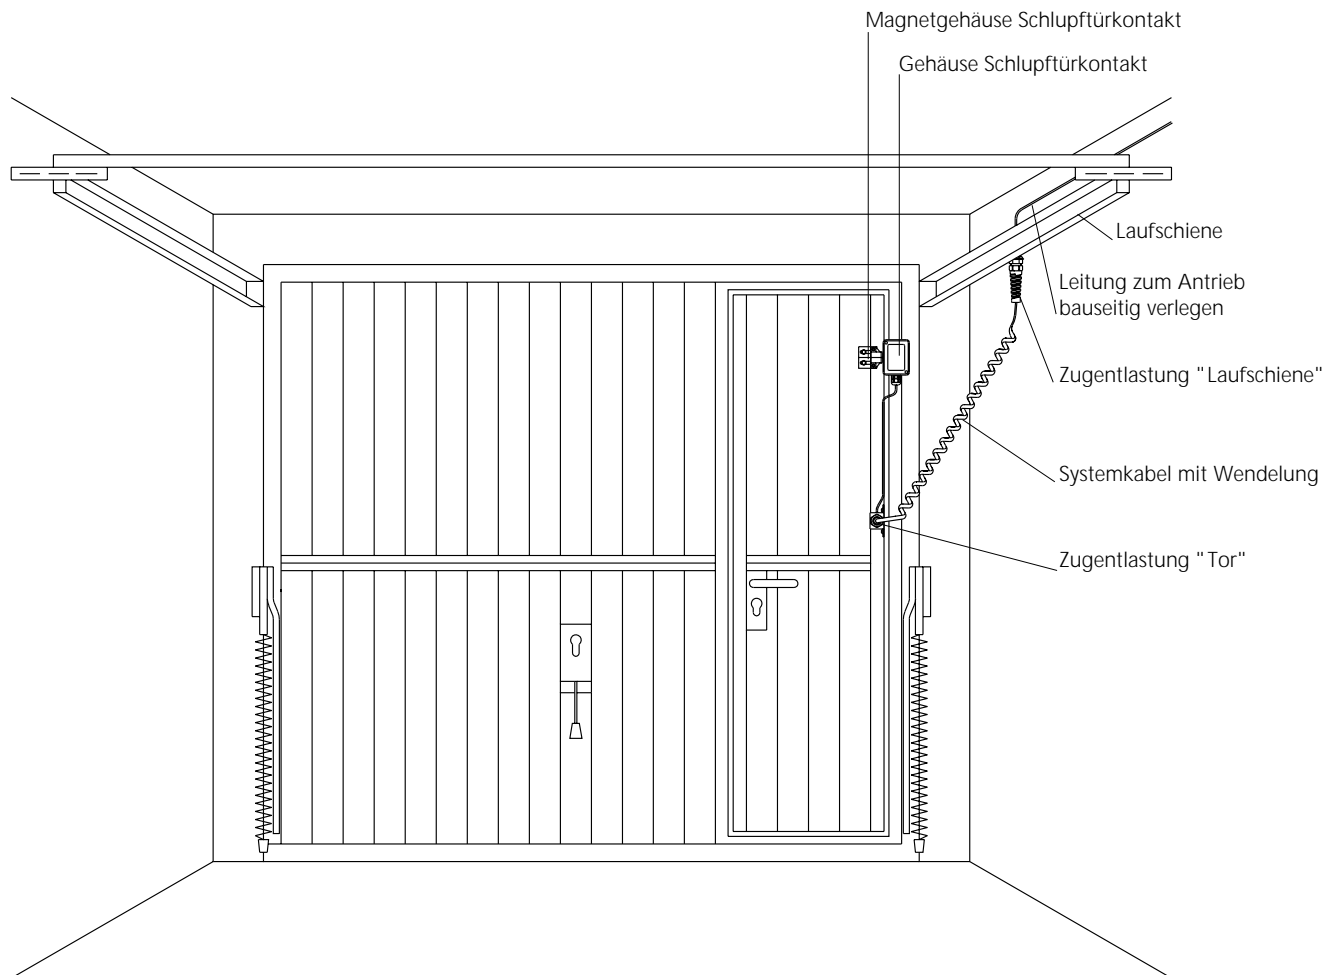 Magnetgehäuse Schlupftürkontakt
Gehäuse Schlupftürkontakt
Laufschiene
Leitung zum Antrieb
bauseitig verlegen
Zugentlastung "Laufschiene"
Systemkabel mit Wendelung
Zugentlastung "Tor"